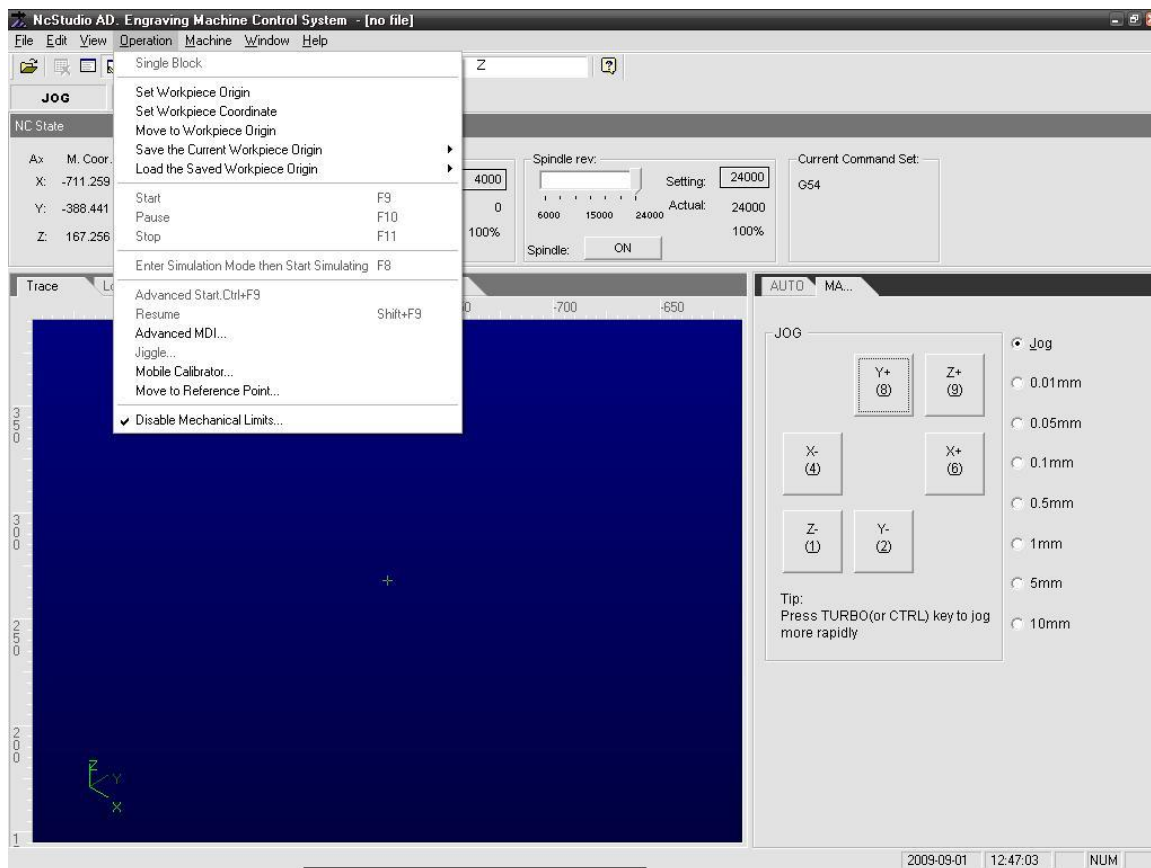 NcStudio AD. Engraving Machine Control System - [no file]
File Edit View Operation Machine Window Help
Single Block
Z
Set Workpiece Origin
Set Workpiece Coordinate
Move to Workpiece Origin
Save the Current Workpiece Origin
Load the Saved Workpiece Origin
Start F9
Pause F10
Stop F11
Enter Simulation Mode then Start Simulating F8
Advanced Start.Ctrl+F9
Resume Shift+F9
Advanced MDI...
Jiggle...
Mobile Calibrator...
Move to Reference Point...
Disable Mechanical Limits...
JOG
NC State
Ax M. Coor.
X: -711.259
Y: -388.441
Z: 167.256
4000
0
100%
Spindle rev:
Setting: 24000
6000 15000 24000
Actual: 24000
100%
Spindle: ON
Current Command Set:
G54
Trace
-700 -650
350
300
250
200
1
Z
Y
X
AUTO MA...
JOG
Y+ (8)
Z+ (9)
X- (4)
X+ (6)
Z- (1)
Y- (2)
Tip:
Press TURBO(or CTRL) key to jog
more rapidly
Jog
0.01mm
0.05mm
0.1mm
0.5mm
1mm
5mm
10mm
2009-09-01 12:47:03 NUM